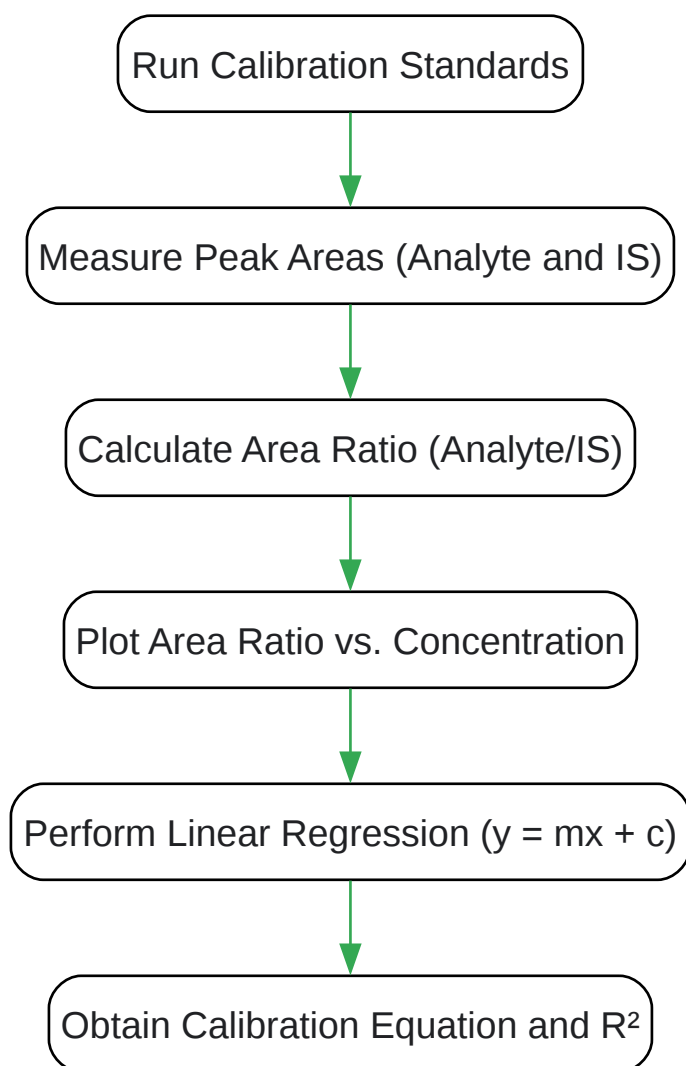 Run Calibration Standards
Measure Peak Areas (Analyte and IS)
Calculate Area Ratio (Analyte/IS)
Plot Area Ratio vs. Concentration
Perform Linear Regression (y = mx + c)
Obtain Calibration Equation and R²